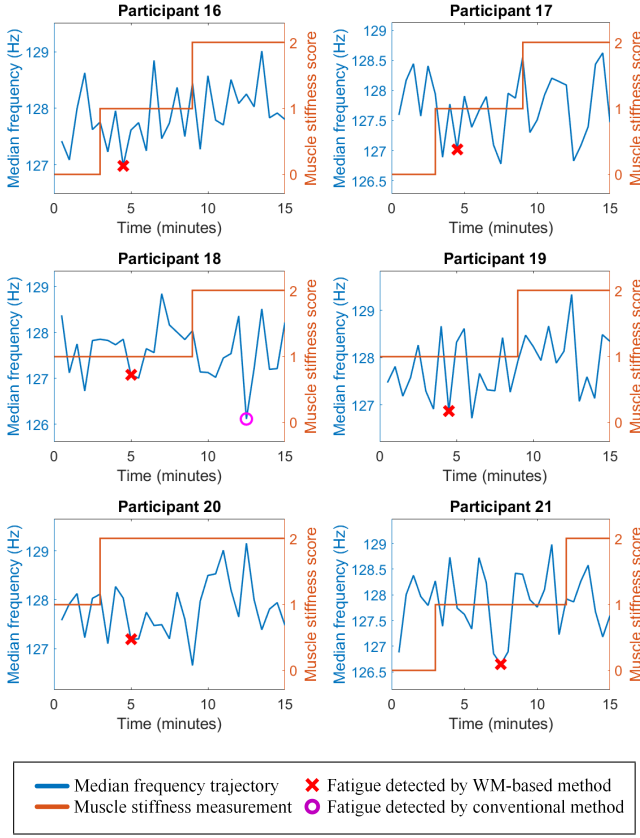 Participant 16
Median frequency (Hz)
129
128
127
2
1
0
Muscle stiffness score
0 5 10 15
Time (minutes)
Participant 17
Median frequency (Hz)
129
128.5
128
127.5
127
126.5
2
1
0
Muscle stiffness score
0 5 10 15
Time (minutes)
Participant 18
Median frequency (Hz)
129
128
127
126
2
1
0
Muscle stiffness score
0 5 10 15
Time (minutes)
Participant 19
Median frequency (Hz)
129
128
127
2
1
0
Muscle stiffness score
0 5 10 15
Time (minutes)
Participant 20
Median frequency (Hz)
129
128
127
2
1
0
Muscle stiffness score
0 5 10 15
Time (minutes)
Participant 21
Median frequency (Hz)
129
128.5
128
127.5
127
126.5
2
1
0
Muscle stiffness score
0 5 10 15
Time (minutes)
Median frequency trajectory
Fatigue detected by WM-based method
Muscle stiffness measurement
Fatigue detected by conventional method